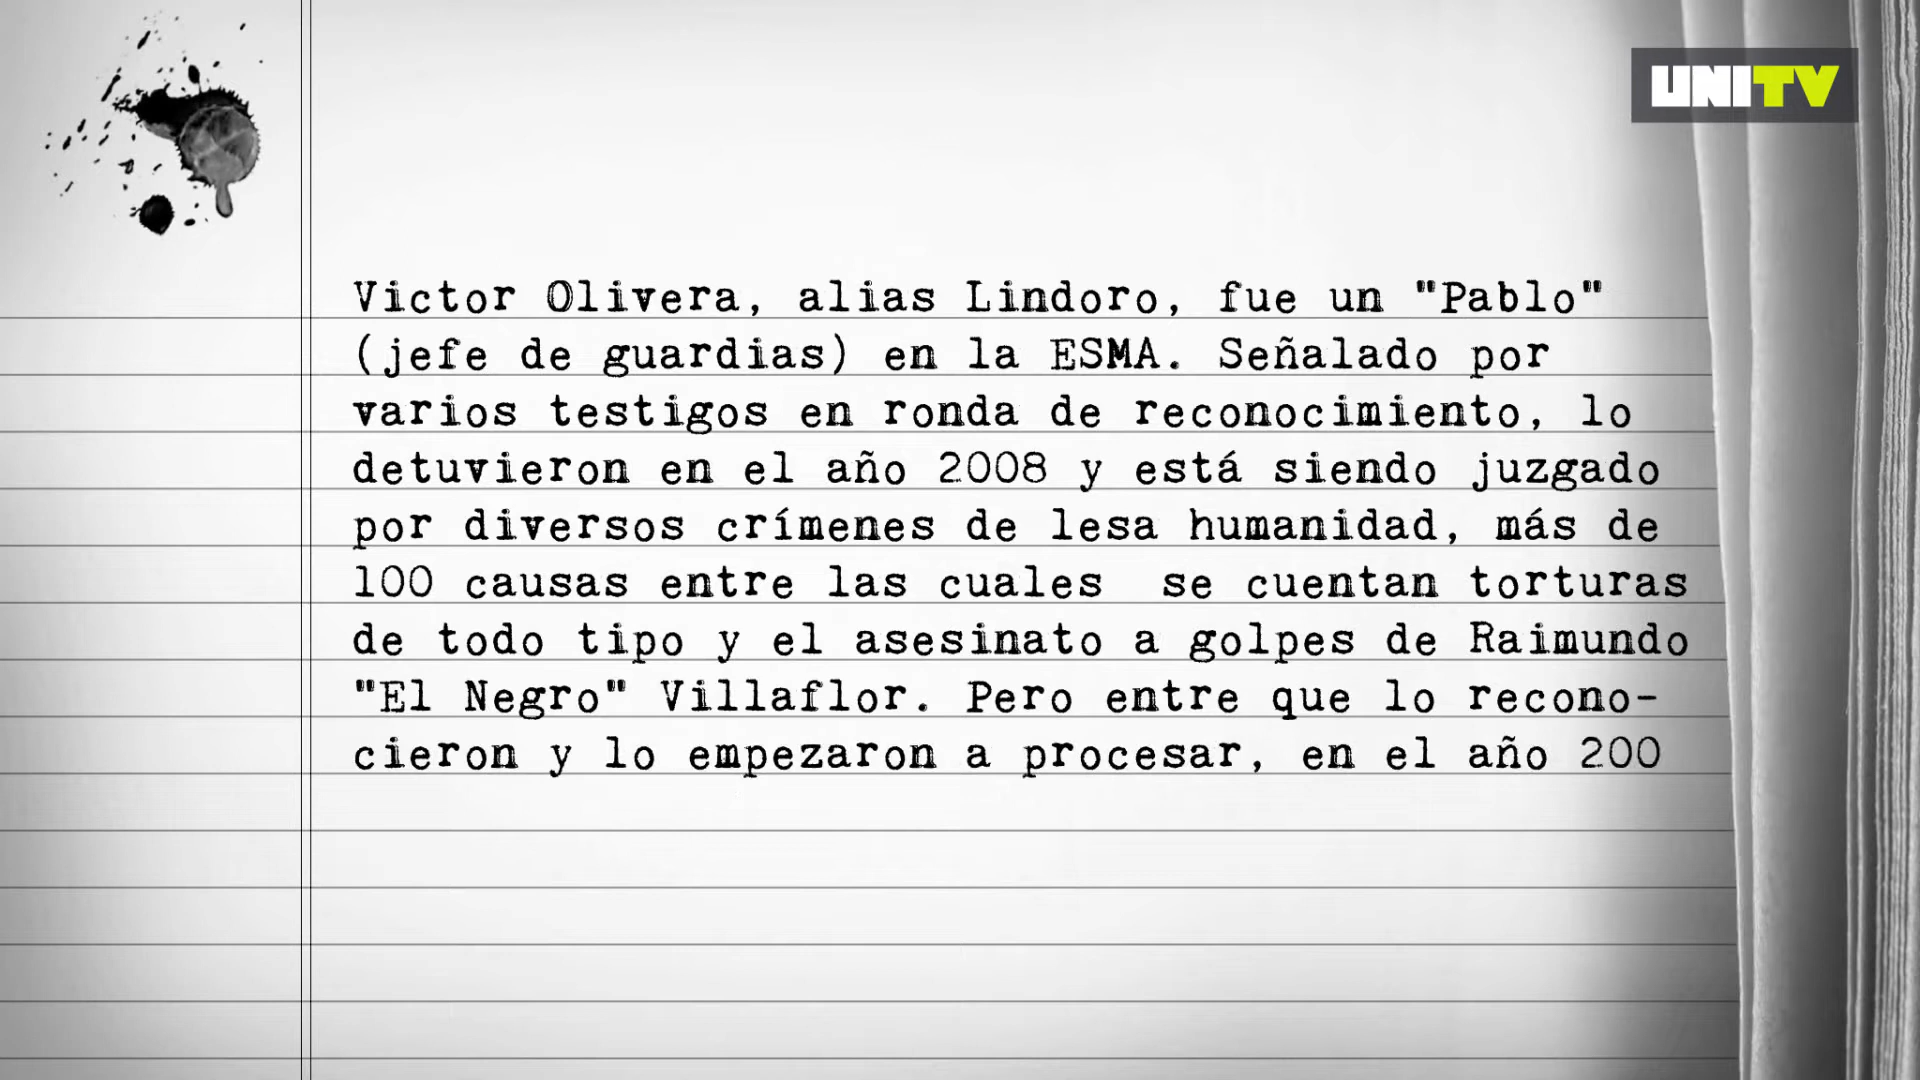 UNITV
Victor Olivera, alias Lindoro, fue un "Pablo"
(jefe de guardias) en la ESMA. Señalado por
varios testigos en ronda de reconocimiento, lo
detuvieron en el año 2008 y está siendo juzgado
por diversos crímenes de lesa humanidad, más de
100 causas entre las cuales  se cuentan torturas
de todo tipo y el asesinato a golpes de Raimundo
"El Negro" Villaflor. Pero entre que lo recono-
cieron y lo empezaron a procesar, en el año 200